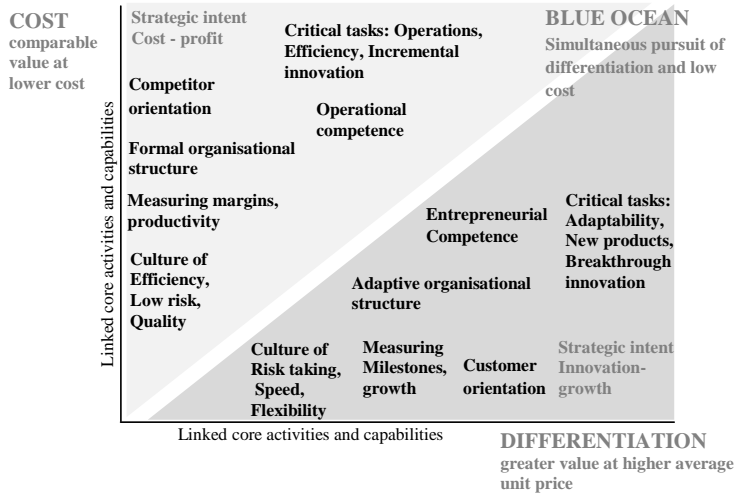 COST
comparable
value at
lower cost
Strategic intent
Cost - profit
Critical tasks: Operations,
Efficiency, Incremental
innovation
BLUE OCEAN
Simultaneous pursuit of
differentiation and low
cost
Competitor
orientation
Operational
competence
Formal organisational
structure
Measuring margins,
productivity
Culture of
Efficiency,
Low risk,
Quality
Linked core activities and capabilities
Entrepreneurial
Competence
Critical tasks:
Adaptability,
New products,
Breakthrough
innovation
Adaptive organisational
structure
Culture of
Risk taking,
Speed,
Flexibility
Measuring
Milestones,
growth
Customer
orientation
Strategic intent
Innovation-
growth
Linked core activities and capabilities
DIFFERENTIATION
greater value at higher average
unit price